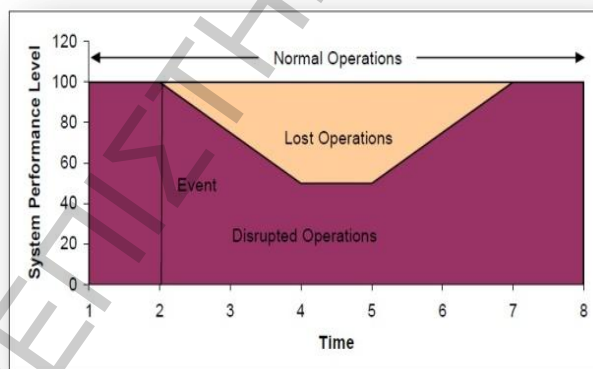 120
Normal Operations
100
80
Lost Operations
60
Event
40
Disrupted Operations
20
0
1 2 3 4 5 6 7 8
System Performance Level
Time
ΕΠΙΣΤΗ